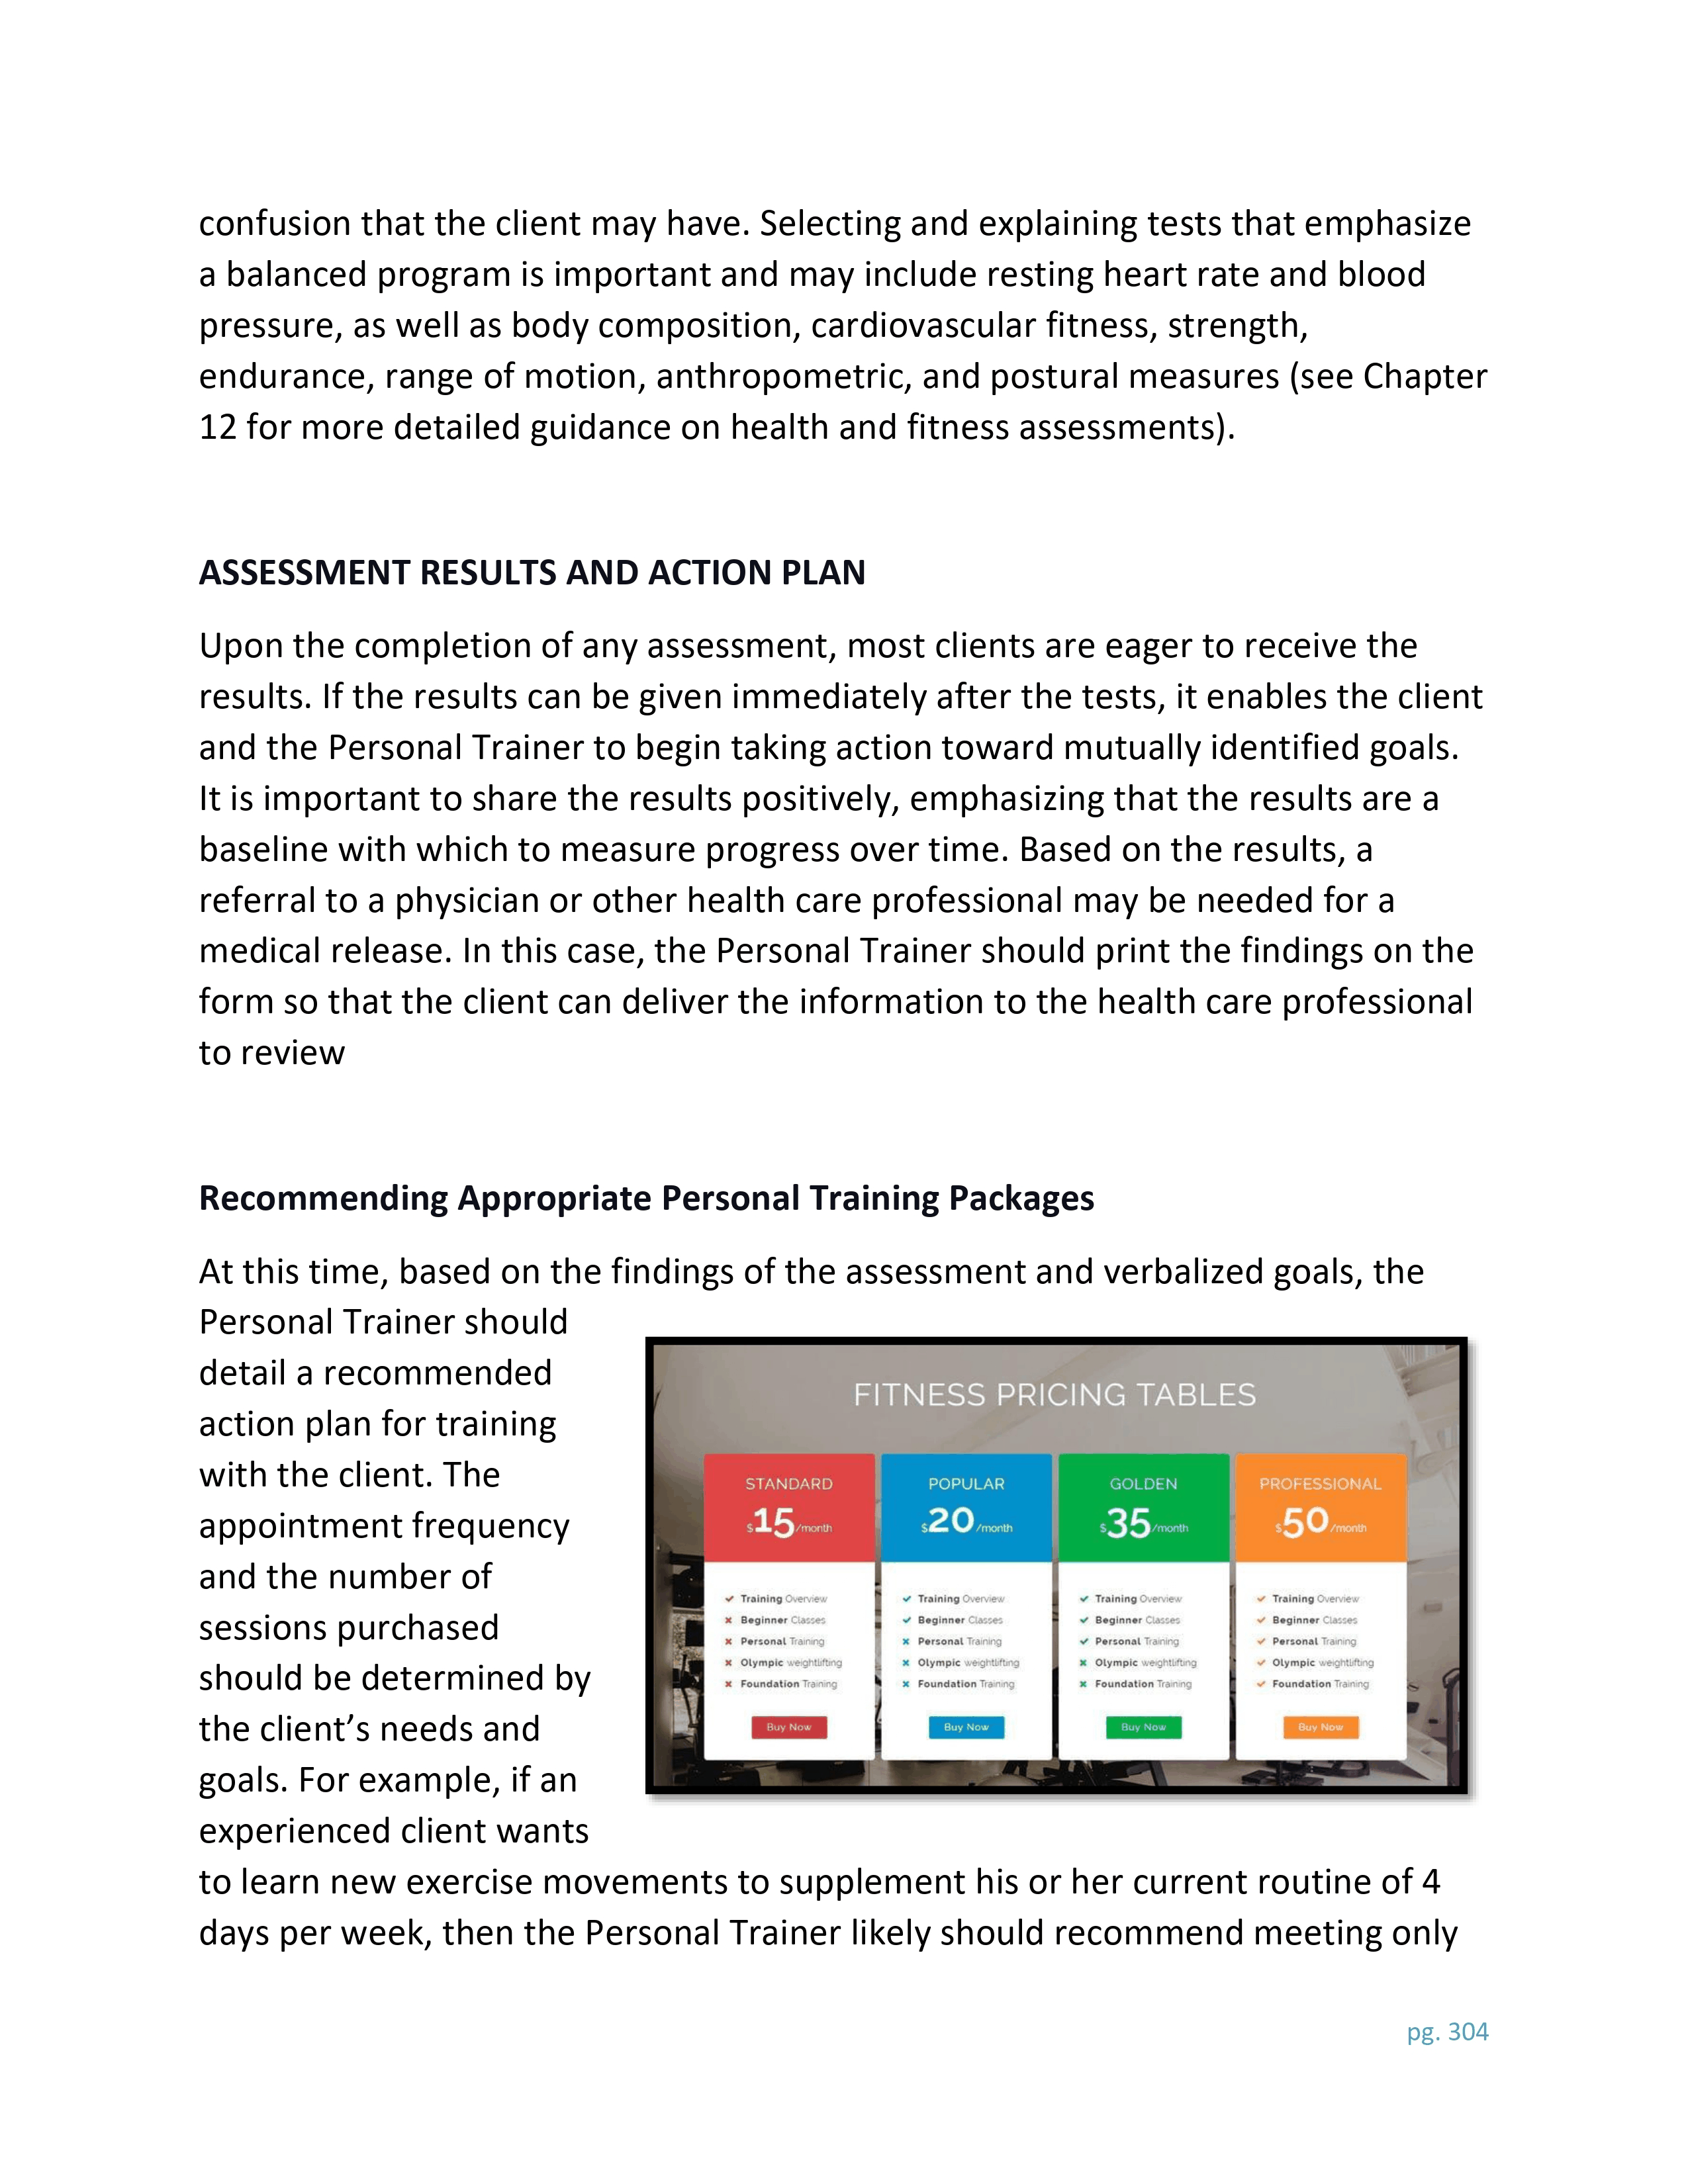 confusion that the client may have. Selecting and explaining tests that emphasize
a balanced program is important and may include resting heart rate and blood
pressure, as well as body composition, cardiovascular fitness, strength,
endurance, range of motion, anthropometric, and postural measures (see Chapter
12 for more detailed guidance on health and fitness assessments).
ASSESSMENT RESULTS AND ACTION PLAN
Upon the completion of any assessment, most clients are eager to receive the
results. If the results can be given immediately after the tests, it enables the client
and the Personal Trainer to begin taking action toward mutually identified goals.
It is important to share the results positively, emphasizing that the results are a
baseline with which to measure progress over time. Based on the results, a
referral to a physician or other health care professional may be needed for a
medical release. In this case, the Personal Trainer should print the findings on the
form so that the client can deliver the information to the health care professional
to review
Recommending Appropriate Personal Training Packages
At this time, based on the findings of the assessment and verbalized goals, the
Personal Trainer should
detail a recommended
action plan for training
with the client. The
appointment frequency
and the number of
sessions purchased
should be determined by
the client’s needs and
goals. For example, if an
experienced client wants
to learn new exercise movements to supplement his or her current routine of 4
days per week, then the Personal Trainer likely should recommend meeting only
FITNESS PRICING TABLES
STANDARD
$15/month
✓ Training Overview
✗ Beginner Classes
✗ Personal Training
✗ Olympic weightlifting
✗ Foundation Training
Buy Now
POPULAR
$20/month
✓ Training Overview
✓ Beginner Classes
✗ Personal Training
✗ Olympic weightlifting
✗ Foundation Training
Buy Now
GOLDEN
$35/month
✓ Training Overview
✓ Beginner Classes
✓ Personal Training
✗ Olympic weightlifting
✗ Foundation Training
Buy Now
PROFESSIONAL
$50/month
✓ Training Overview
✓ Beginner Classes
✓ Personal Training
✓ Olympic weightlifting
✓ Foundation Training
Buy Now
pg. 304